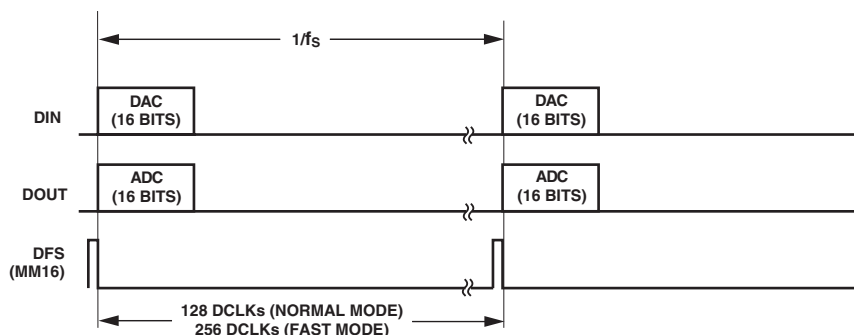 1/fS
DIN
DAC
(16 BITS)
DAC
(16 BITS)
DOUT
ADC
(16 BITS)
ADC
(16 BITS)
DFS
(MM16)
128 DCLKs (NORMAL MODE)
256 DCLKs (FAST MODE)